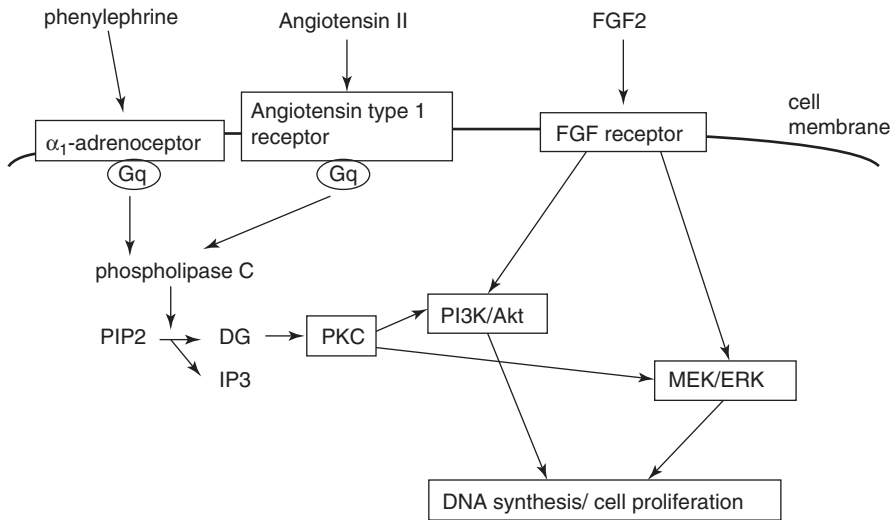 phenylephrine
Angiotensin II
FGF2
α₁-adrenoceptor
Angiotensin type 1
receptor
FGF receptor
cell
membrane
Gq
Gq
phospholipase C
PIP2
DG
IP3
PKC
PI3K/Akt
MEK/ERK
DNA synthesis/ cell proliferation